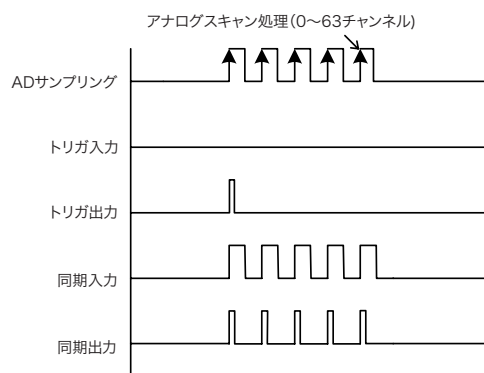 アナログスキャン処理(0〜63チャンネル)
ADサンプリング
トリガ入力
トリガ出力
同期入力
同期出力